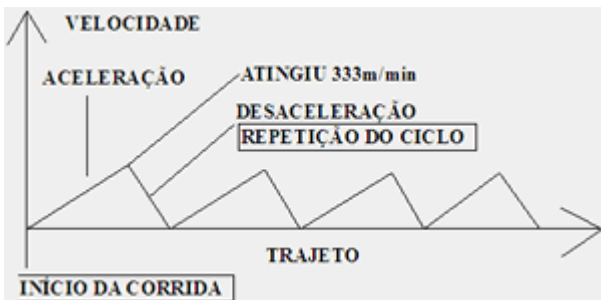 VELOCIDADE
ACELERAÇÃO
ATINGIU 333m/min
DESACELERAÇÃO
REPETIÇÃO DO CICLO
TRAJETO
INÍCIO DA CORRIDA